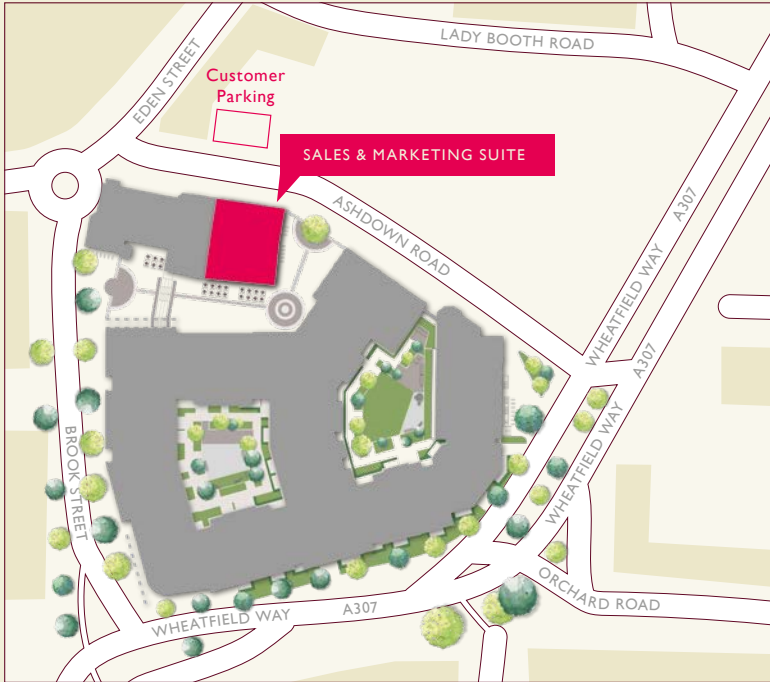 LADY BOOTH ROAD
EDEN STREET
Customer
Parking
SALES & MARKETING SUITE
ASHDOWN ROAD
WHEATFIELD WAY
A307
A307
WHEATFIELD WAY
BROOK STREET
ORCHARD ROAD
WHEATFIELD WAY
A307